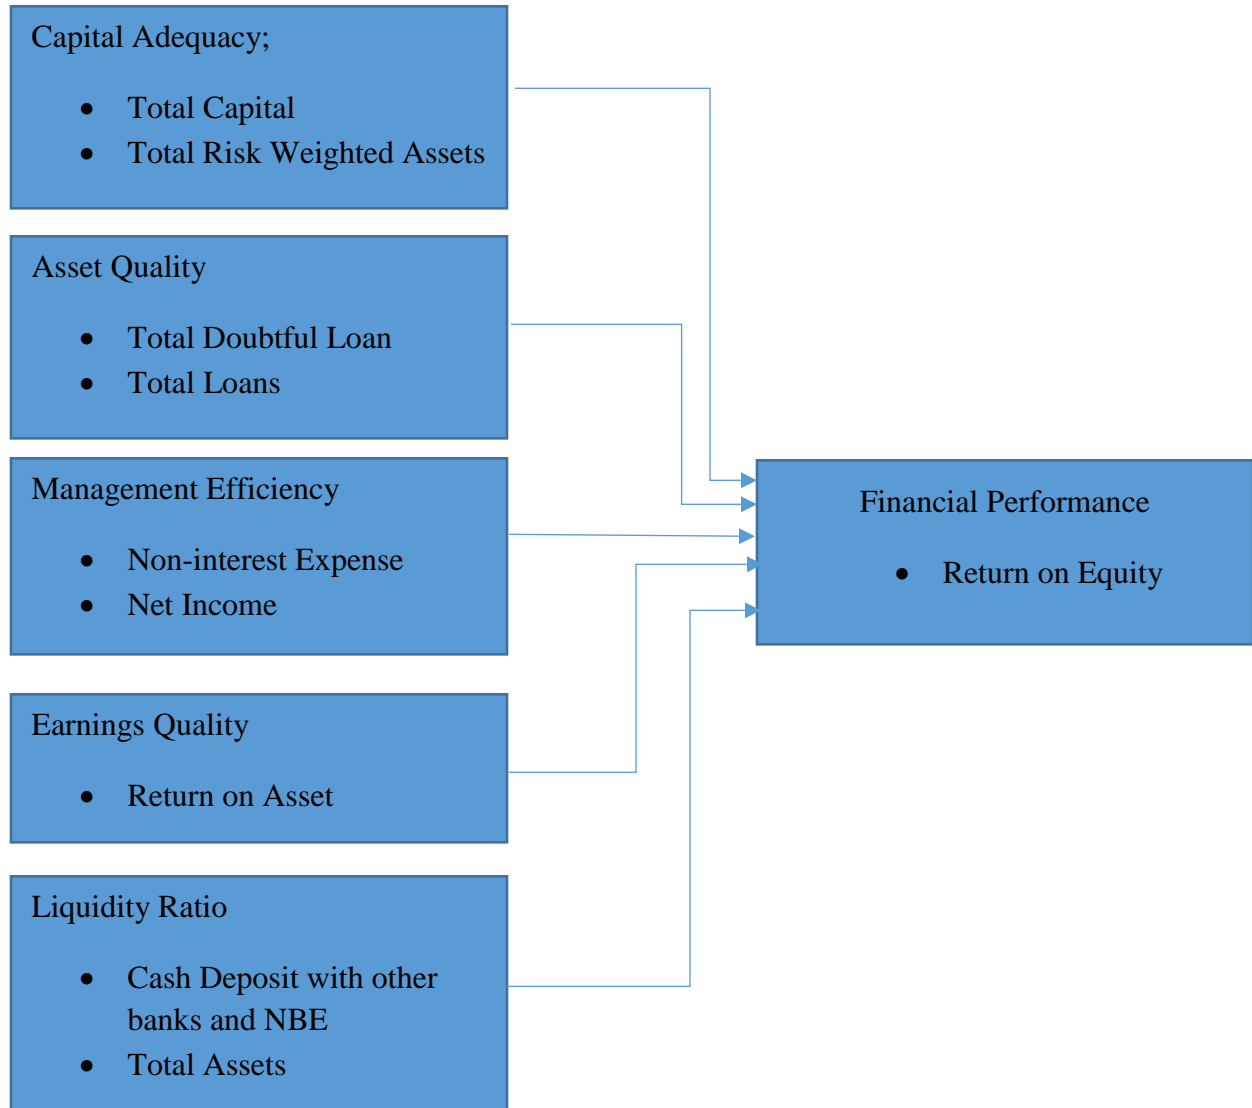 Capital Adequacy;
• Total Capital
• Total Risk Weighted Assets
Asset Quality
• Total Doubtful Loan
• Total Loans
Management Efficiency
• Non-interest Expense
• Net Income
Earnings Quality
• Return on Asset
Liquidity Ratio
• Cash Deposit with other
banks and NBE
• Total Assets
Financial Performance
• Return on Equity